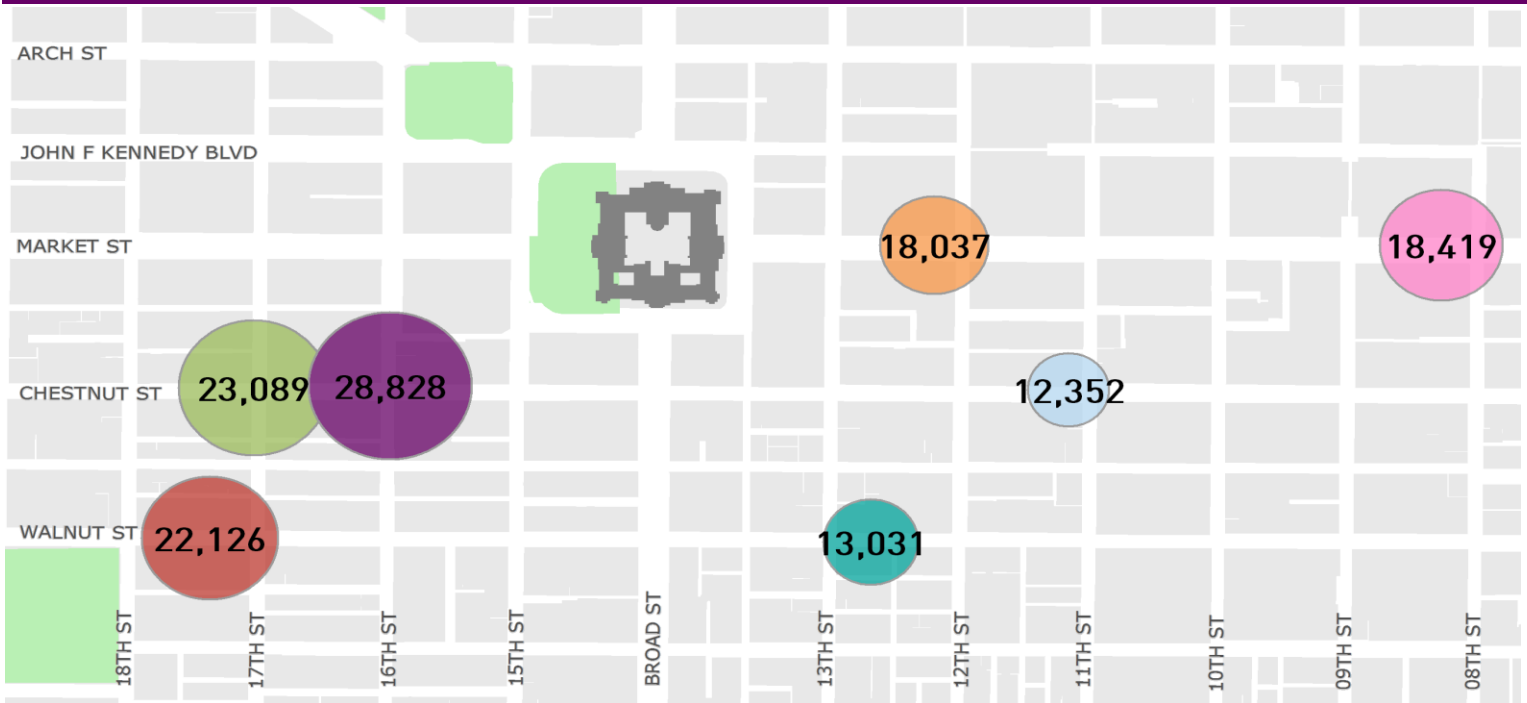 ARCH ST
JOHN F KENNEDY BLVD
MARKET ST
18,037
18,419
CHESTNUT ST
23,089
28,828
12,352
WALNUT ST
22,126
13,031
18TH ST
17TH ST
16TH ST
15TH ST
BROAD ST
13TH ST
12TH ST
11TH ST
10TH ST
09TH ST
08TH ST